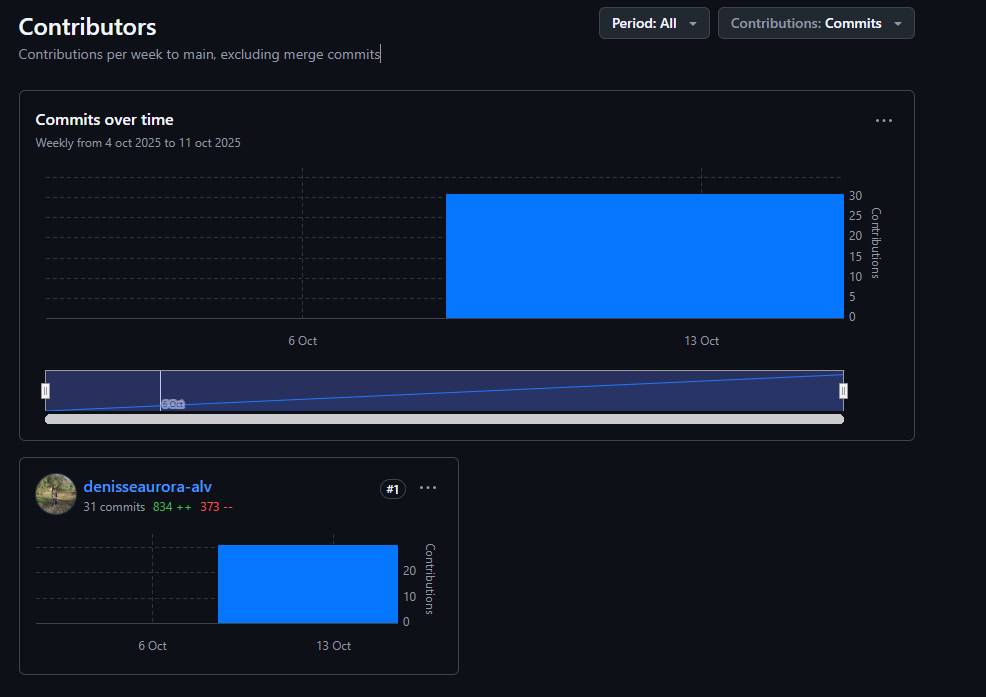 Contributors
Period: All
Contributions: Commits
Contributions per week to main, excluding merge commits
Commits over time
Weekly from 4 oct 2025 to 11 oct 2025
30
25
20
15
10
5
0
Contributions
6 Oct
13 Oct
6 Oct
denisseaurora-alv
#1
31 commits 834 ++ 373 --
20
10
0
Contributions
6 Oct
13 Oct